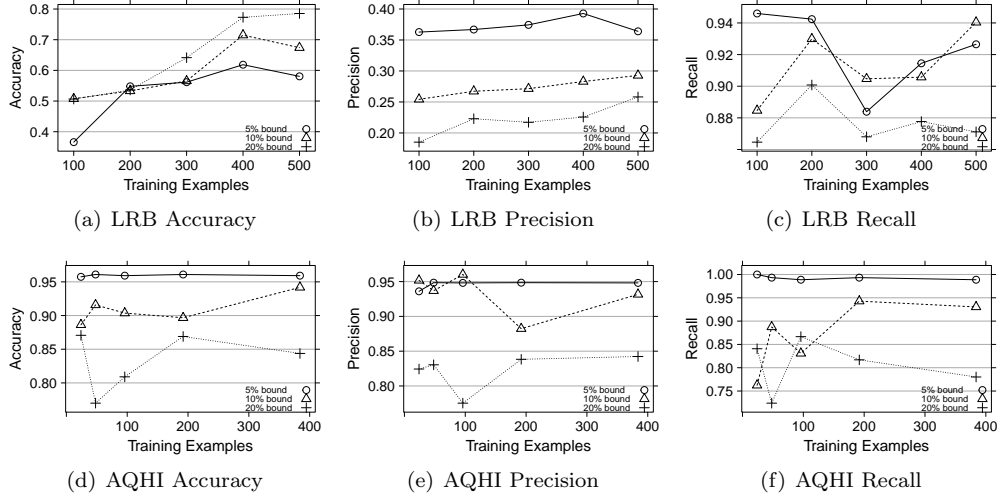 0.8
0.7
0.6
0.5
0.4
Accuracy
5% bound
10% bound
20% bound
100 200 300 400 500
Training Examples
(a) LRB Accuracy
0.40
0.35
0.30
0.25
0.20
Precision
5% bound
10% bound
20% bound
100 200 300 400 500
Training Examples
(b) LRB Precision
0.94
0.92
0.90
0.88
Recall
5% bound
10% bound
20% bound
100 200 300 400 500
Training Examples
(c) LRB Recall
0.95
0.90
0.85
0.80
Accuracy
5% bound
10% bound
20% bound
100 200 300 400
Training Examples
(d) AQHI Accuracy
0.95
0.90
0.85
0.80
Precision
5% bound
10% bound
20% bound
100 200 300 400
Training Examples
(e) AQHI Precision
1.00
0.95
0.90
0.85
0.80
0.75
Recall
5% bound
10% bound
20% bound
100 200 300 400
Training Examples
(f) AQHI Recall